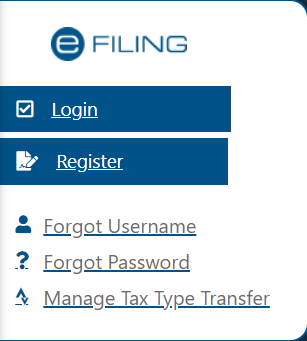 e FILING
Login
Register
Forgot Username
Forgot Password
Manage Tax Type Transfer